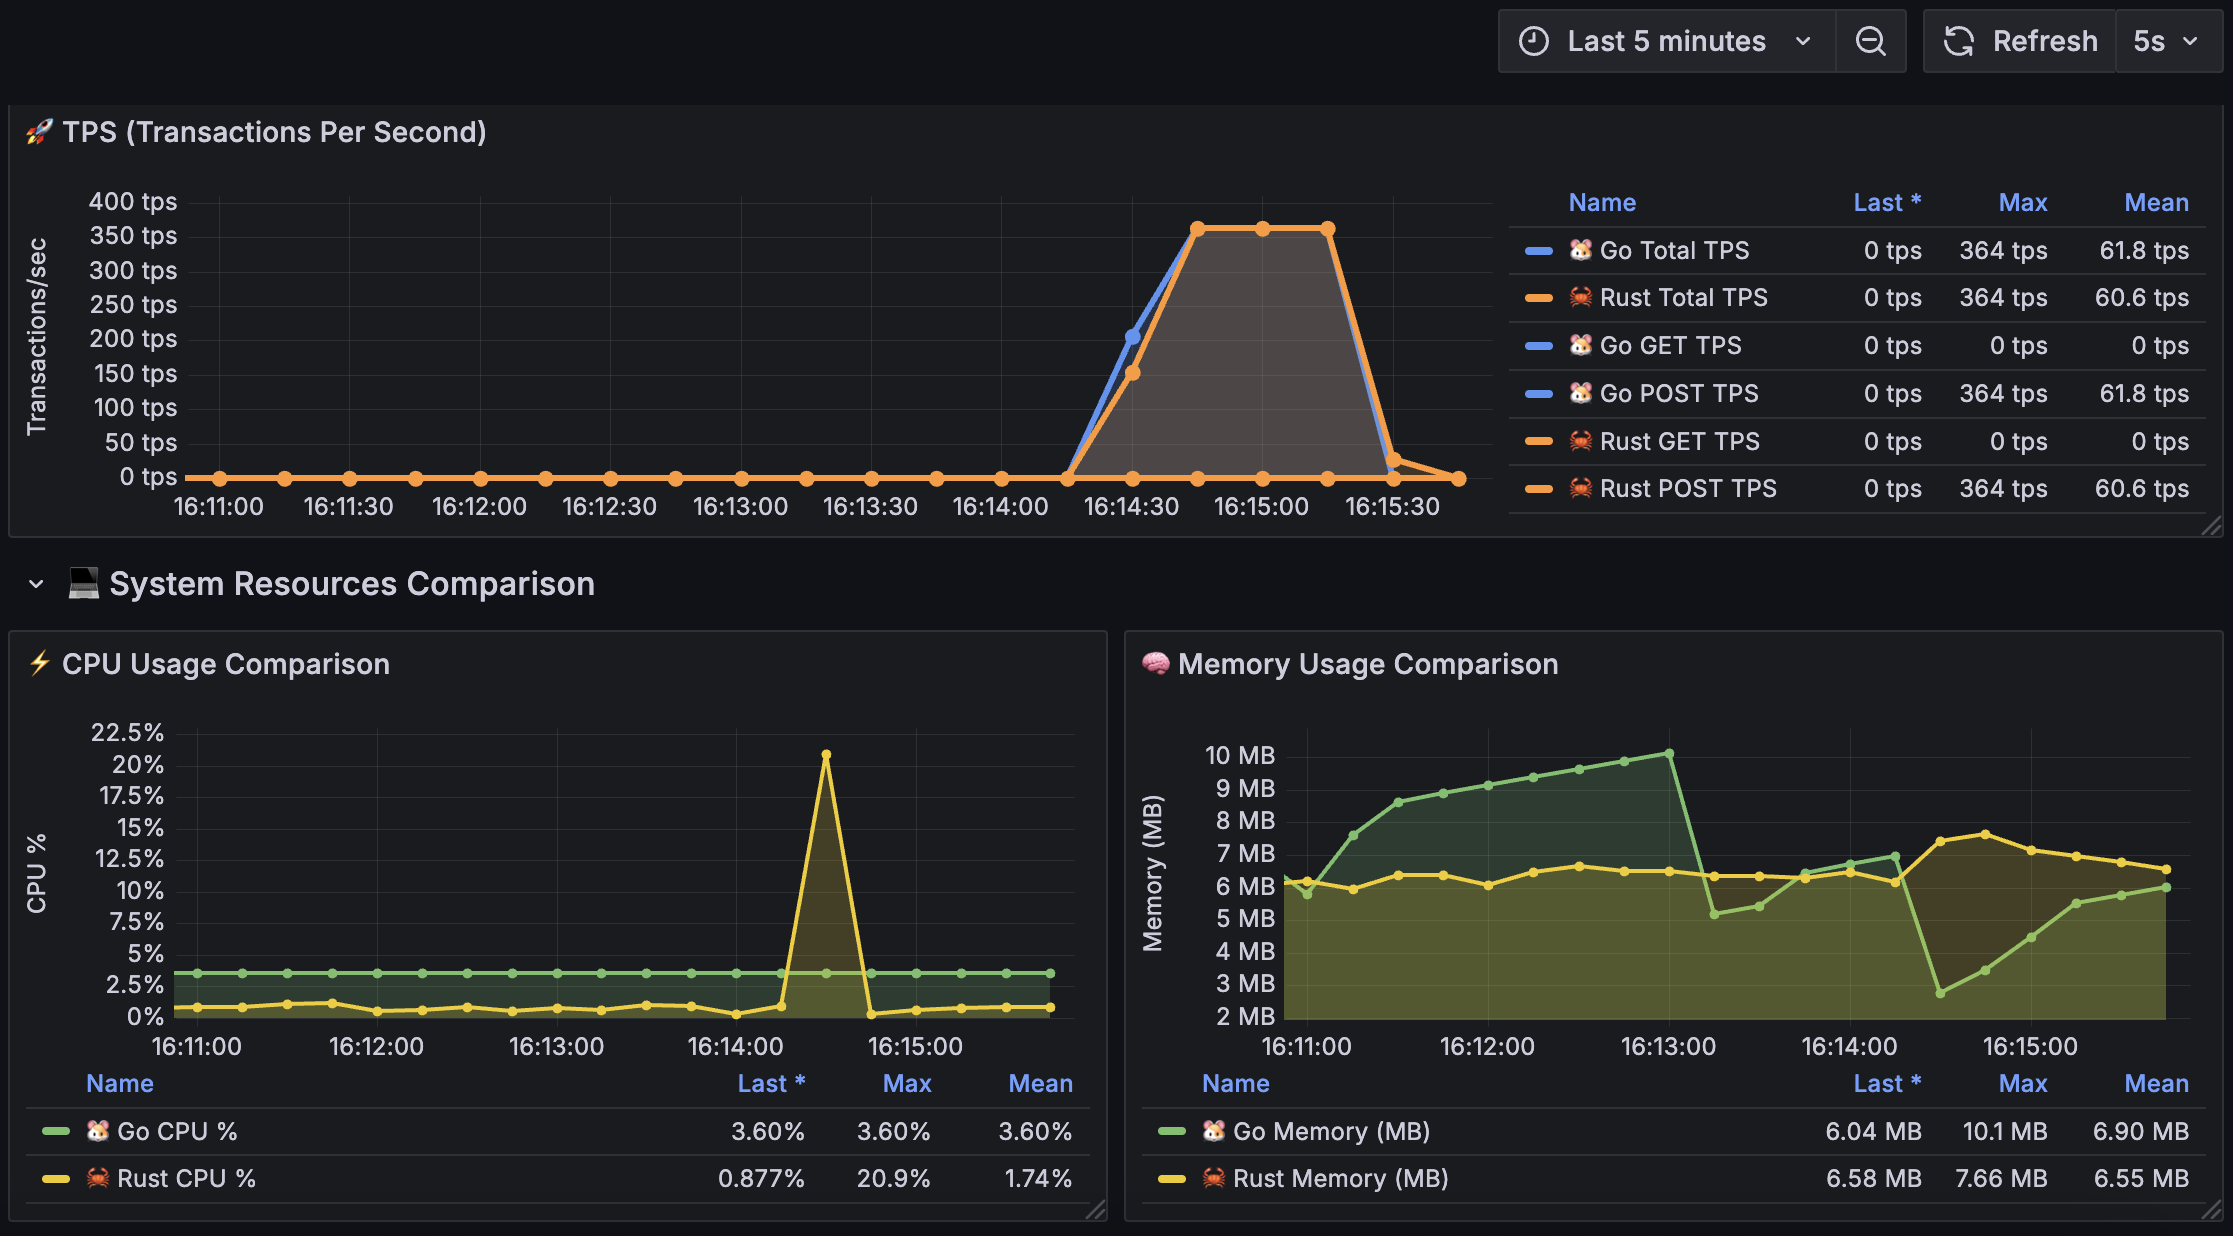 Last 5 minutes
Refresh
5s
🚀 TPS (Transactions Per Second)
Transactions/sec
400 tps
350 tps
300 tps
250 tps
200 tps
150 tps
100 tps
50 tps
0 tps
16:11:00 16:11:30 16:12:00 16:12:30 16:13:00 16:13:30 16:14:00 16:14:30 16:15:00 16:15:30
Name Last * Max Mean
🐹 Go Total TPS 0 tps 364 tps 61.8 tps
🦀 Rust Total TPS 0 tps 364 tps 60.6 tps
🐹 Go GET TPS 0 tps 0 tps 0 tps
🐹 Go POST TPS 0 tps 364 tps 61.8 tps
🦀 Rust GET TPS 0 tps 0 tps 0 tps
🦀 Rust POST TPS 0 tps 364 tps 60.6 tps
💻 System Resources Comparison
⚡ CPU Usage Comparison
CPU %
22.5%
20%
17.5%
15%
12.5%
10%
7.5%
5%
2.5%
0%
16:11:00 16:12:00 16:13:00 16:14:00 16:15:00
Name Last * Max Mean
🐹 Go CPU % 3.60% 3.60% 3.60%
🦀 Rust CPU % 0.877% 20.9% 1.74%
🧠 Memory Usage Comparison
Memory (MB)
10 MB
9 MB
8 MB
7 MB
6 MB
5 MB
4 MB
3 MB
2 MB
16:11:00 16:12:00 16:13:00 16:14:00 16:15:00
Name Last * Max Mean
🐹 Go Memory (MB) 6.04 MB 10.1 MB 6.90 MB
🦀 Rust Memory (MB) 6.58 MB 7.66 MB 6.55 MB